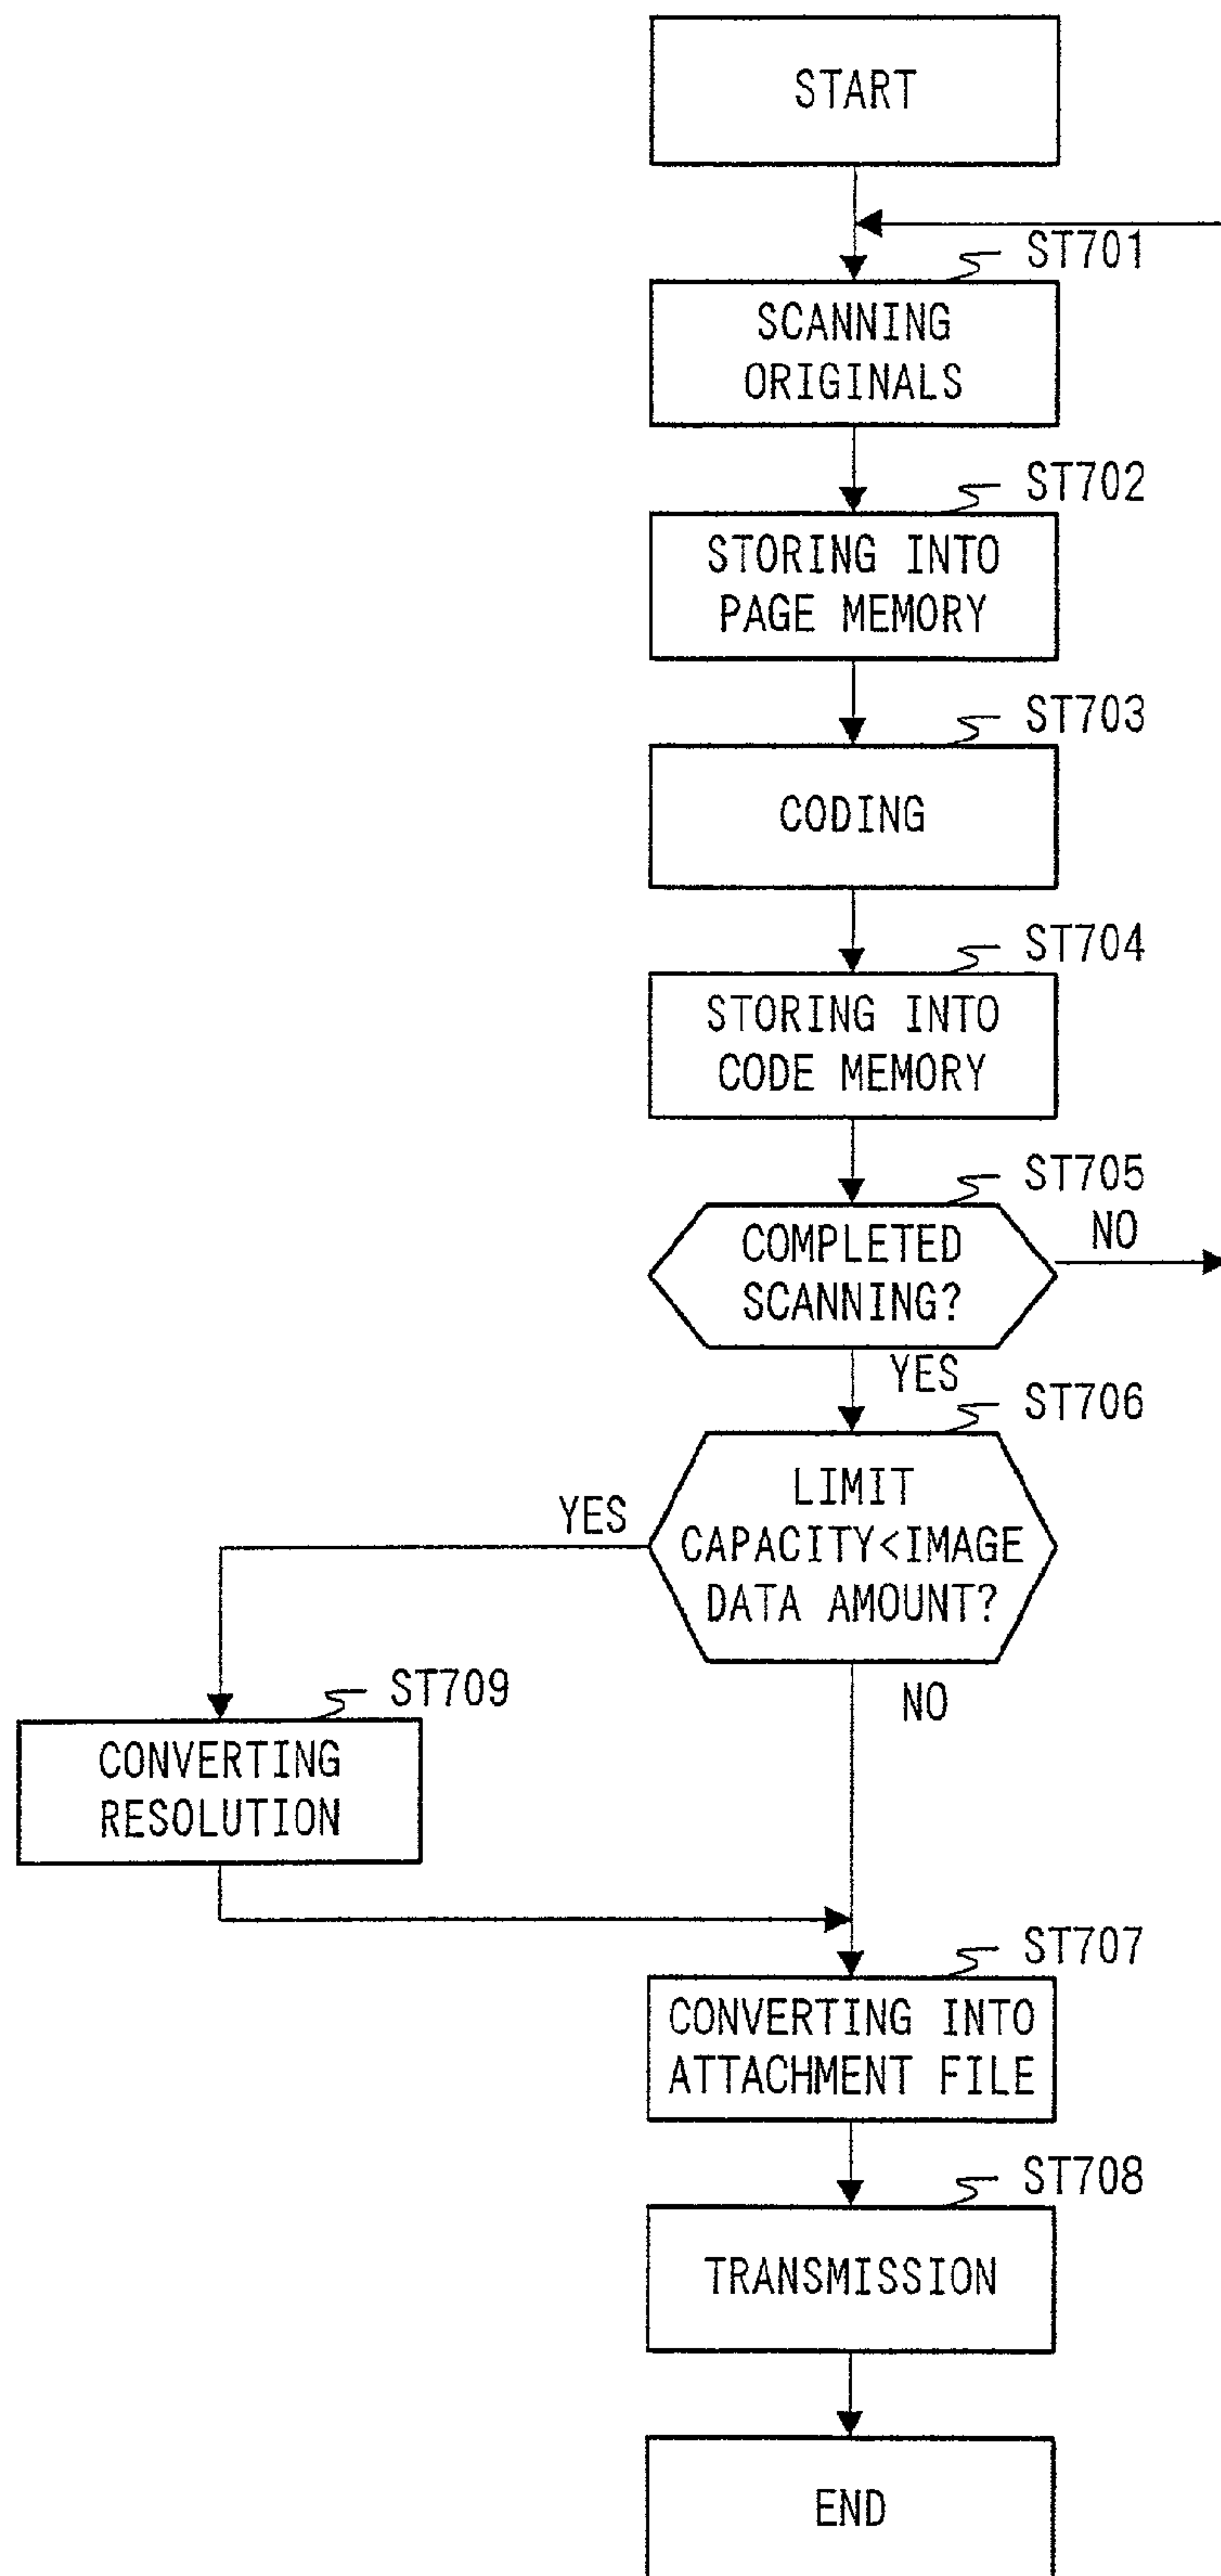 START
ST701
SCANNING
ORIGINALS
ST702
STORING INTO
PAGE MEMORY
ST703
CODING
ST704
STORING INTO
CODE MEMORY
ST705
COMPLETED
SCANNING?
NO
YES
ST706
LIMIT
CAPACITY<IMAGE
DATA AMOUNT?
YES
NO
ST709
CONVERTING
RESOLUTION
ST707
CONVERTING INTO
ATTACHMENT FILE
ST708
TRANSMISSION
END